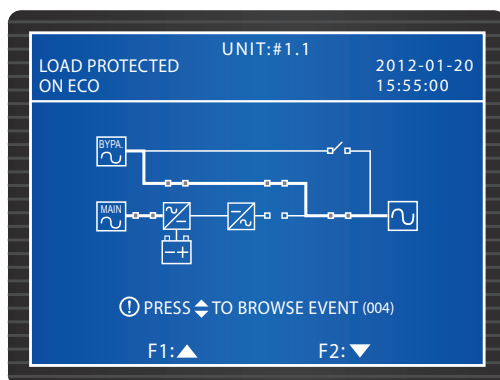 UNIT:#1.1
LOAD PROTECTED
ON ECO
2012-01-20
15:55:00
BYPA.
MAIN
PRESS TO BROWSE EVENT (004)
F1: F2: